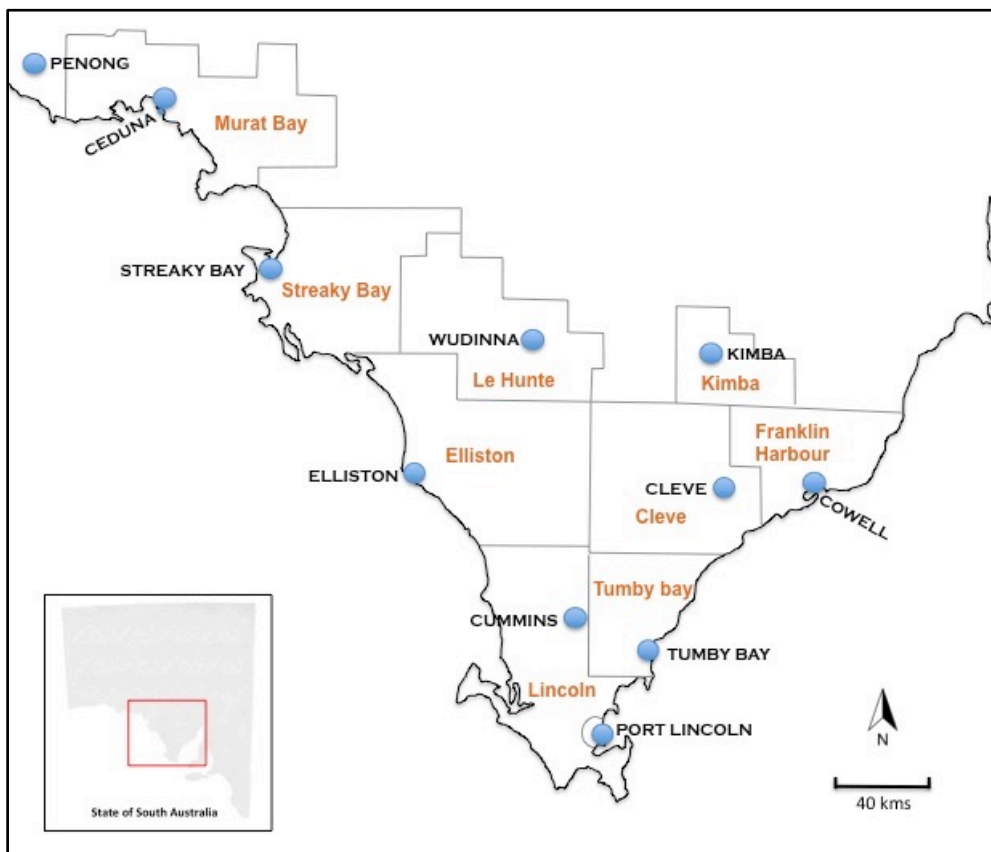 PENONG
CEDUNA
Murat Bay
STREAKY BAY
Streaky Bay
WUDINNA
Le Hunte
KIMBA
Kimba
Franklin
Harbour
Elliston
ELLISTON
CLEVE
Cleve
COWELL
Tumby bay
CUMMINS
TUMBY BAY
Lincoln
PORT LINCOLN
N
40 kms
State of South Australia